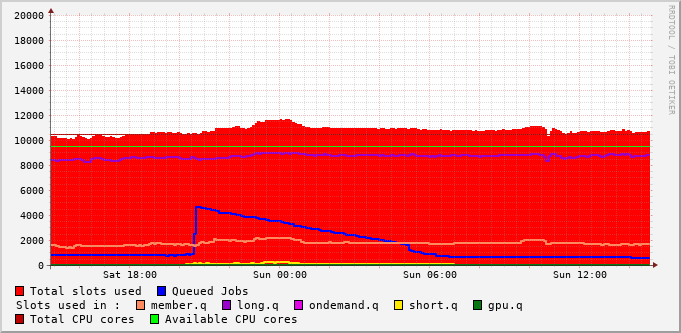 20000
18000
16000
14000
12000
10000
8000
6000
4000
2000
0
Sat 18:00 Sun 00:00 Sun 06:00 Sun 12:00
Total slots used Queued Jobs
Slots used in : member.q long.q ondemand.q short.q gpu.q
Total CPU cores Available CPU cores
RRDTOOL / TOBI OETIKER